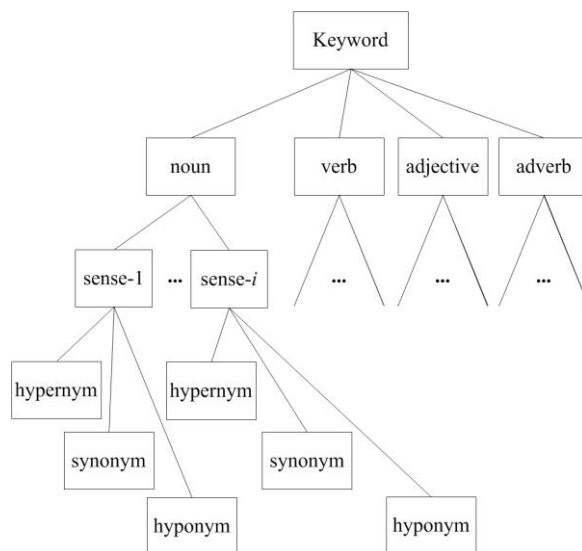 Keyword
noun verb adjective adverb
sense-1 ... sense-i ... ... ...
hypernym hypernym
synonym synonym
hyponym hyponym